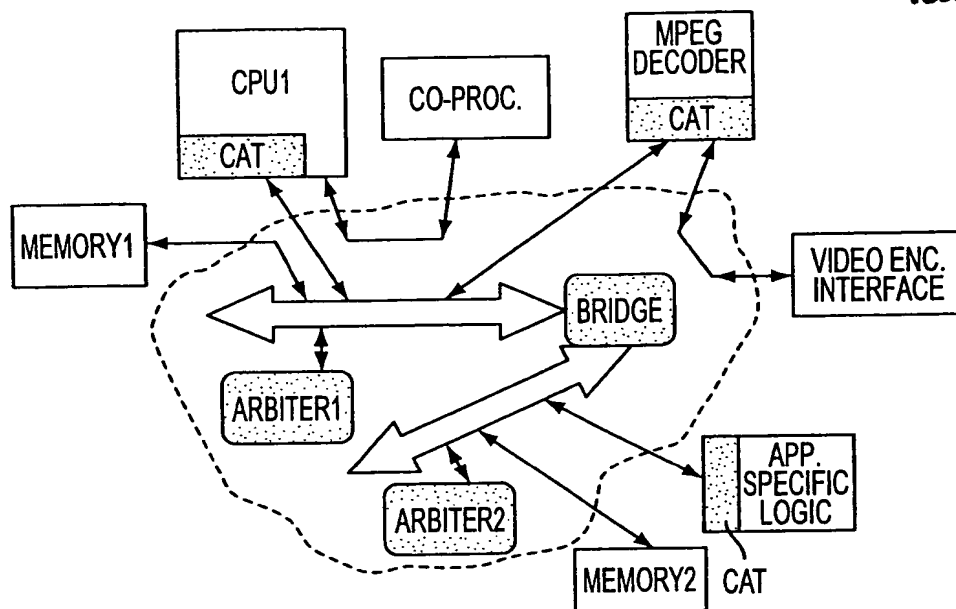 MPEG
DECODER
CPU1
CO-PROC.
CAT
CAT
MEMORY1
VIDEO ENC.
INTERFACE
BRIDGE
ARBITER1
APP.
SPECIFIC
LOGIC
ARBITER2
MEMORY2
CAT